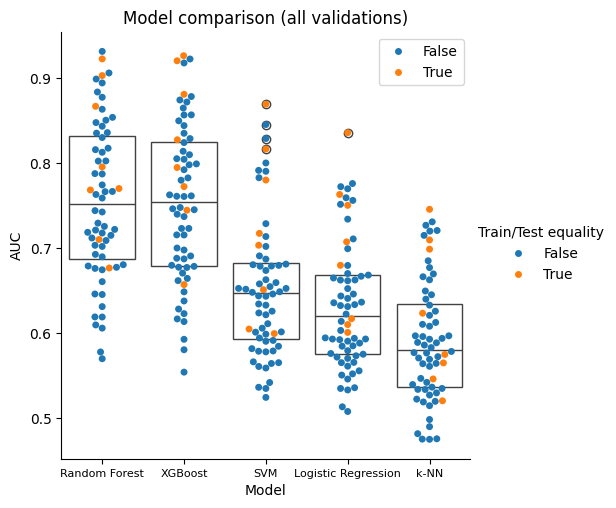 Model comparison (all validations)
False
True
0.9
0.8
0.7
0.6
0.5
AUC
Train/Test equality
False
True
Random Forest
XGBoost
SVM
Logistic Regression
k-NN
Model